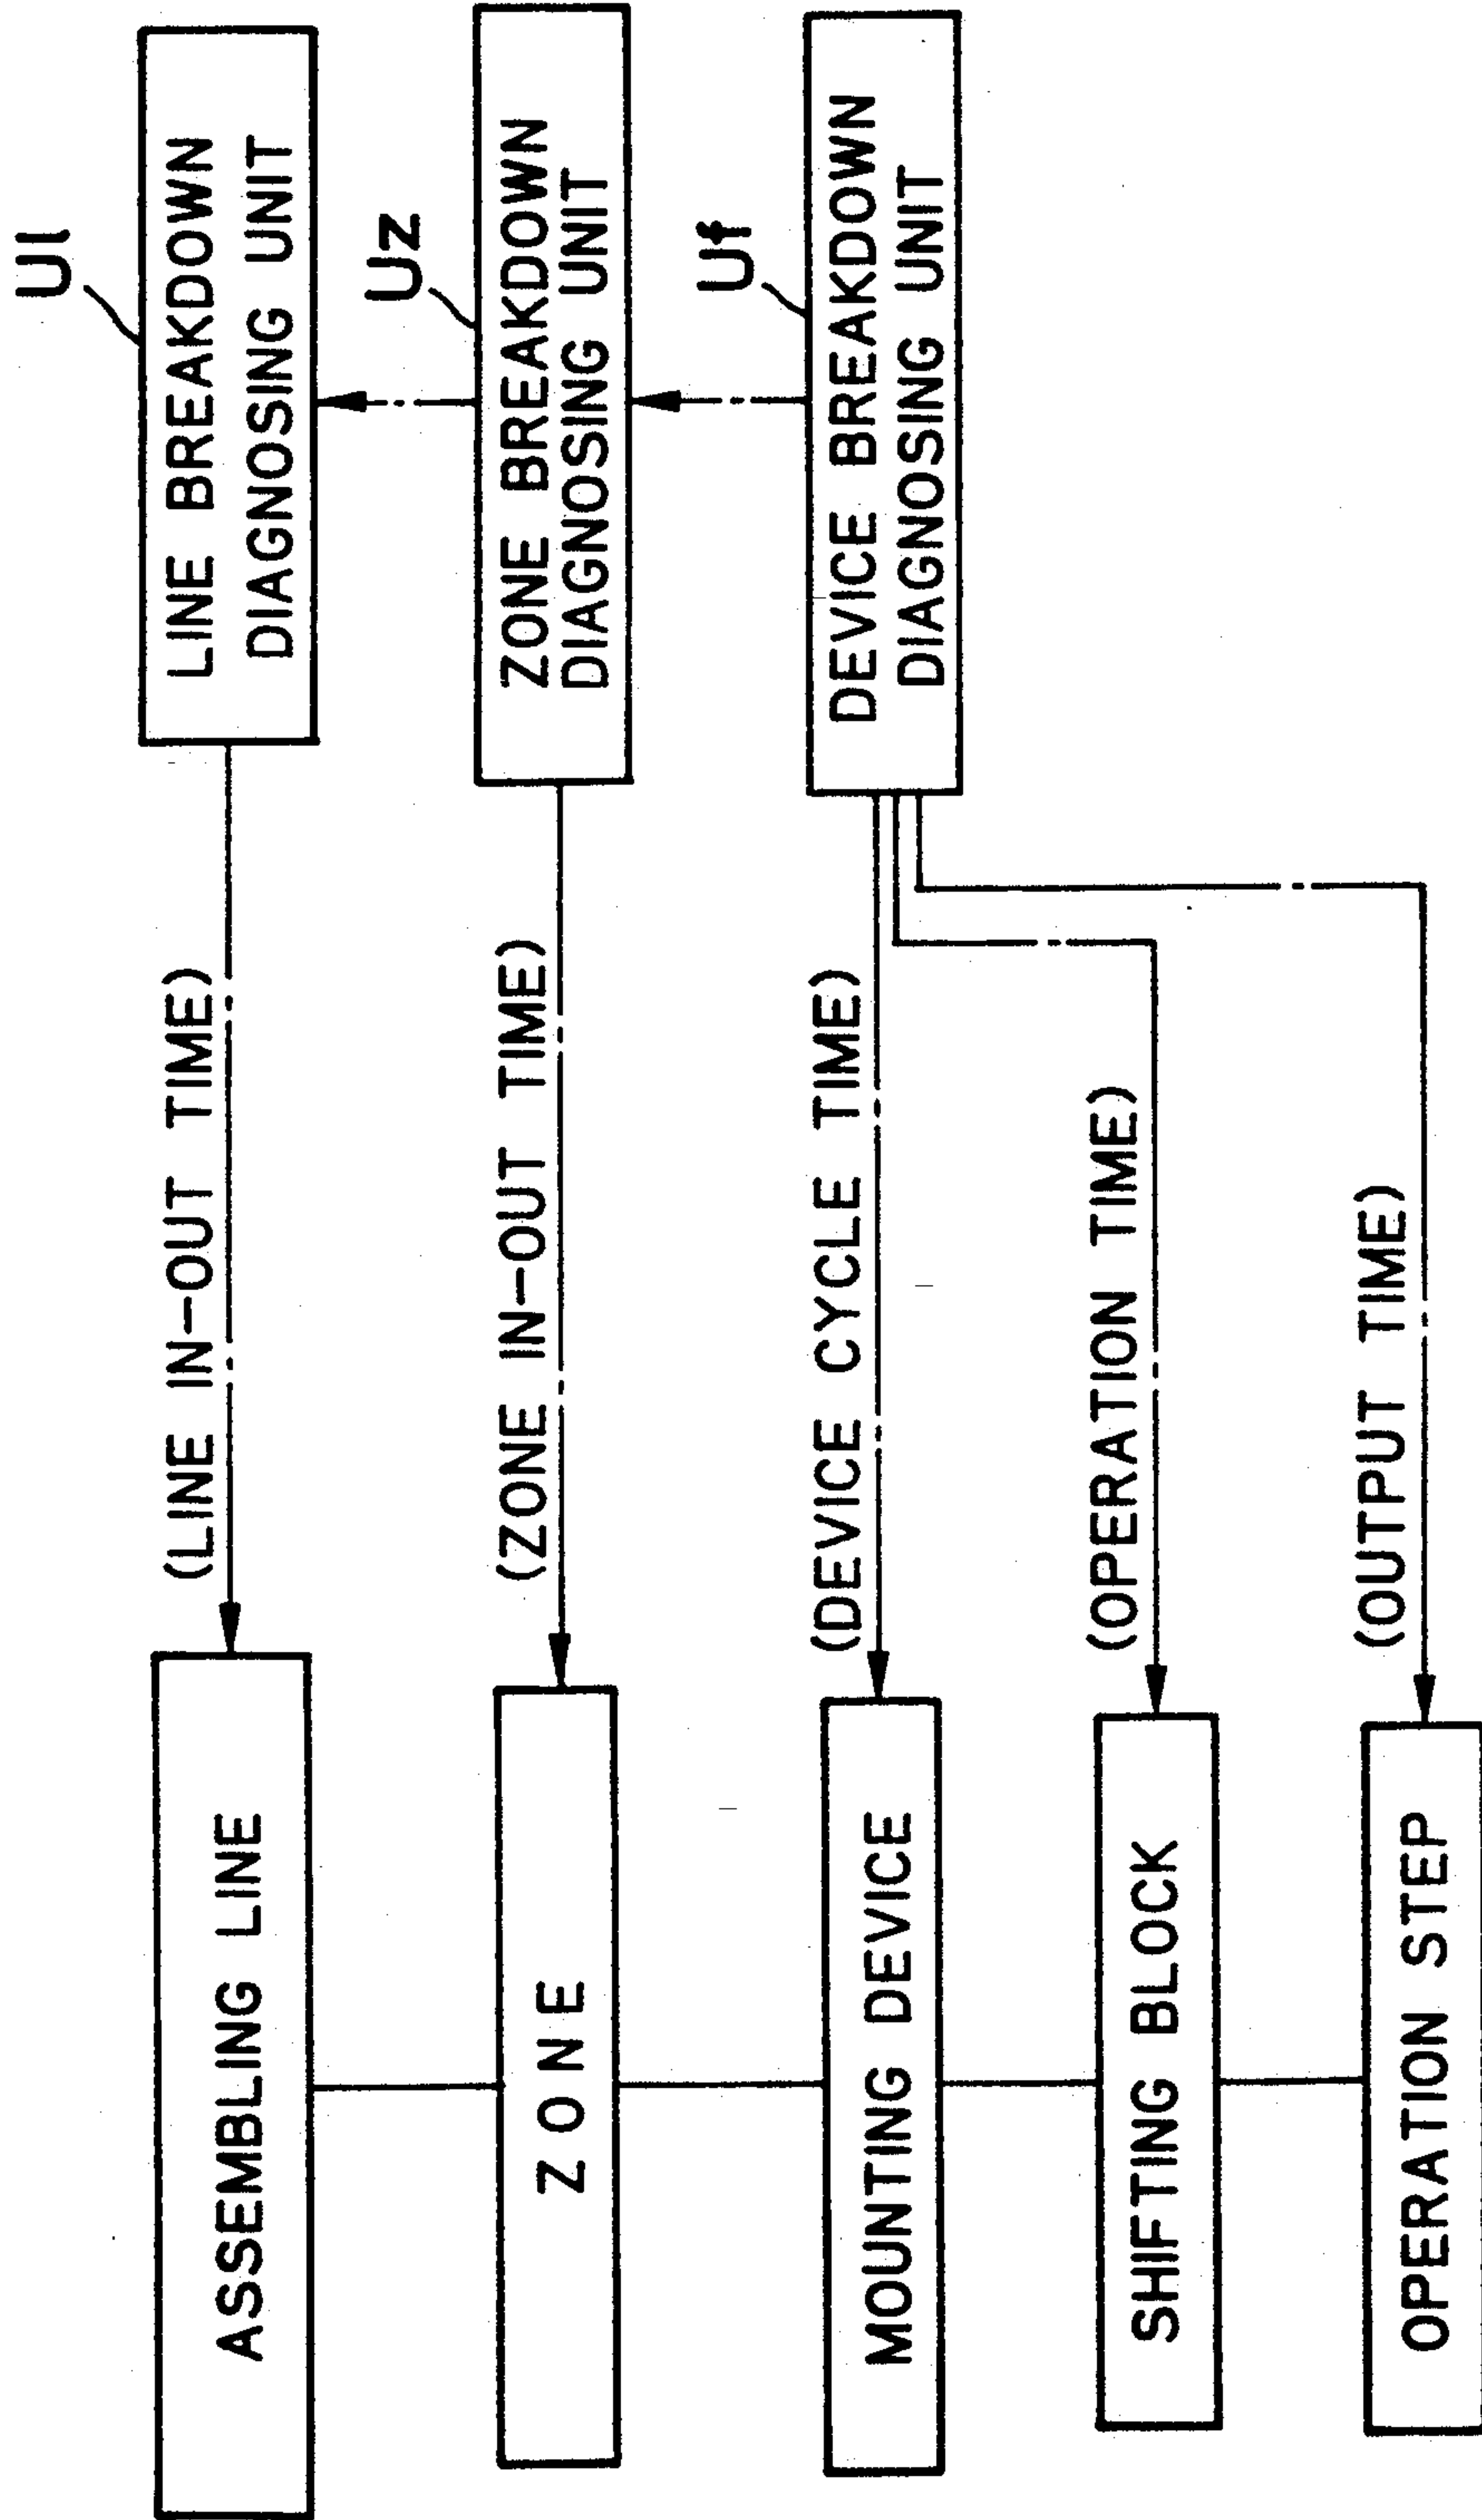 ASSEMBLING LINE
(LINE IN-OUT TIME)
LINE BREAKDOWN
DIAGNOSING UNIT
Ul
ZONE
(ZONE IN-OUT TIME)
ZONE BREAKDOWN
DIAGNOSING UNIT
Uz
MOUNTING DEVICE
(DEVICE CYCLE TIME)
DEVICE BREAKDOWN
DIAGNOSING UNIT
Uf
SHIFTING BLOCK
(OPERATION TIME)
OPERATION STEP
(OUTPUT TIME)